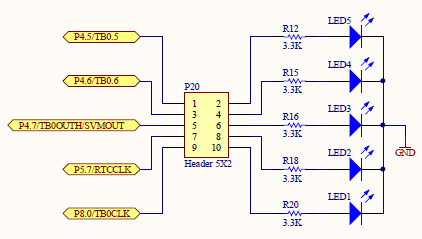 LED5
P4.5/TB0.5
R12
3.3K
LED4
P4.6/TB0.6
R15
3.3K
P20
1 2
3 4
5 6
7 8
9 10
Header 5X2
LED3
P4.7/TB0OUTH/SVMOUT
R16
3.3K
GND
LED2
P5.7/RTCCLK
R18
3.3K
LED1
P8.0/TB0CLK
R20
3.3K